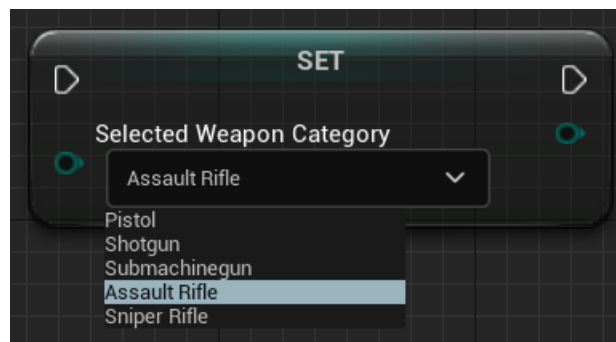 SET
Selected Weapon Category
Assault Rifle
Pistol
Shotgun
Submachinegun
Assault Rifle
Sniper Rifle